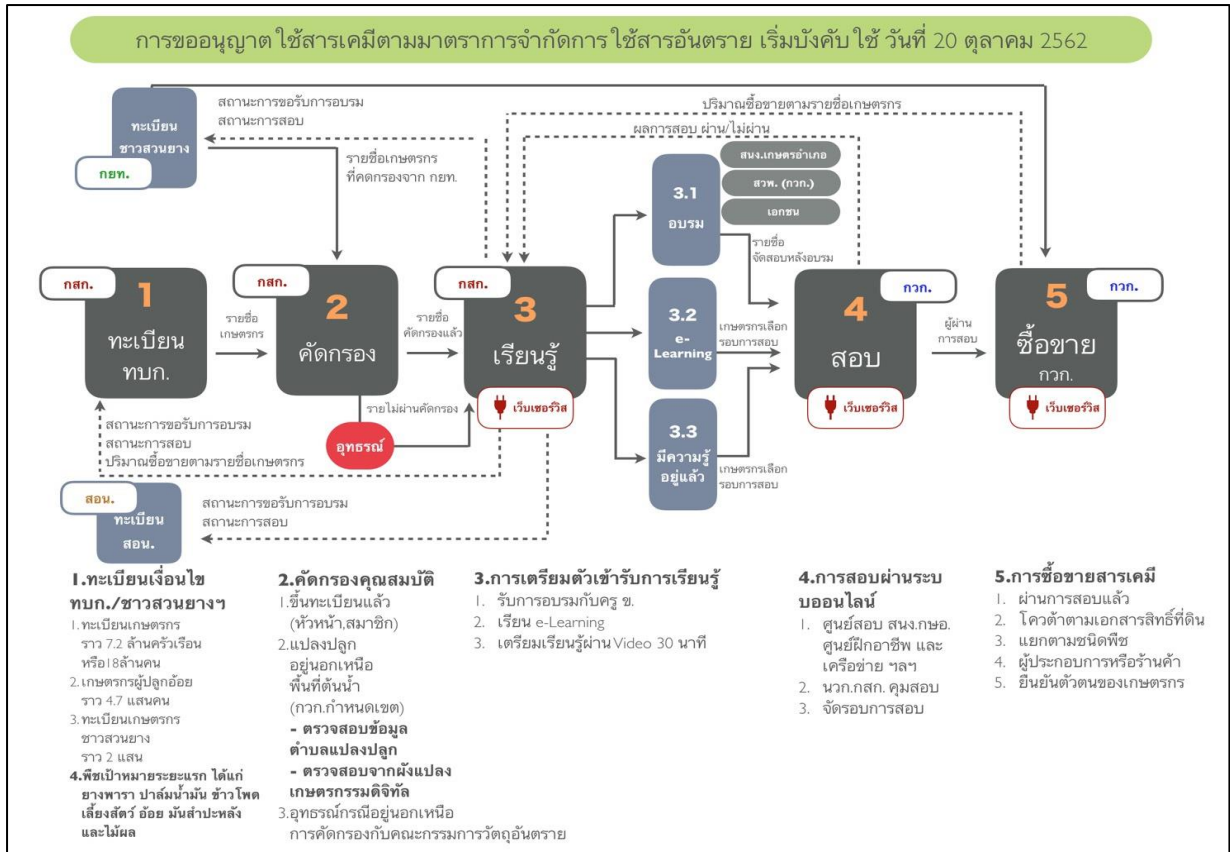 การขออนุญาต ใช้สารเคมีตามมาตราการจำกัดการ ใช้สารอันตราย เริ่มบังคับ ใช้ วันที่ 20 ตุลาคม 2562
ทะเบียน
ชาวสวนยาง
กยท.
สถานะการขอรับการอบรม
สถานะการสอบ
รายชื่อเกษตรกร
ที่คดกรองจาก กยท.
ปริมาณซื้อขายตามรายชื่อเกษตรกร
ผลการสอบ ผ่าน/ไม่ผ่าน
สนง.เกษตรอำเภอ
สวพ. (กวก.)
เอกชน
3.1
อบรม
รายชื่อ
จัดสอบหลังอบรม
กสก.
1
ทะเบียน
ทบก.
รายชื่อ
เกษตรกร
กสก.
2
คัดกรอง
รายชื่อ
คัดกรองแล้ว
กสก.
3
เรียนรู้
เว็บเซอร์วิส
3.2
e-
Learning
เกษตรกรเลือก
รอบการสอบ
กวก.
4
สอบ
เว็บเซอร์วิส
ผู้ผ่าน
การสอบ
กวก.
5
ซื้อขาย
กวก.
เว็บเซอร์วิส
รายไม่ผ่านคัดกรอง
อุทธรณ์
3.3
มีความรู้
อยู่แล้ว
เกษตรกรเลือก
รอบการสอบ
สถานะการขอรับการอบรม
สถานะการสอบ
ปริมาณซื้อขายตามรายชื่อเกษตรกร
สอน.
ทะเบียน
สอน.
สถานะการขอรับการอบรม
สถานะการสอบ
1.ทะเบียนเงื่อนไข
ทบก./ชาวสวนยางฯ
1.ทะเบียนเกษตรกร
ราว 7.2 ล้านครัวเรือน
หรือ18ล้านคน
2.เกษตรกรผู้ปลูกอ้อย
ราว 4.7 แสนคน
3.ทะเบียนเกษตรกร
ชาวสวนยาง
ราว 2 แสน
4.พืชเป้าหมายระยะแรก ได้แก่
ยางพารา ปาล์มน้ำมัน ข้าวโพด
เลี้ยงสัตว์ อ้อย มันสำปะหลัง
และไม้ผล
2.คัดกรองคุณสมบัติ
1.ขึ้นทะเบียนแล้ว
(หัวหน้า,สมาชิก)
2.แปลงปลูก
อยู่นอกเหนือ
พื้นที่ต้นน้ำ
(กวก.กำหนดเขต)
- ตรวจสอบข้อมูล
ตำบลแปลงปลูก
- ตรวจสอบจากผังแปลง
เกษตรกรรมดิจิทัล
3.อุทธรณ์กรณีอยู่นอกเหนือ
การคัดกรองกับคณะกรรมการวัตถุอันตราย
3.การเตรียมตัวเข้ารับการเรียนรู้
1. รับการอบรมกับครู ข.
2. เรียน e-Learning
3. เตรียมเรียนรู้ผ่าน Video 30 นาที
4.การสอบผ่านระบ
บออนไลน์
1. ศูนย์สอบ สนง.กษอ.
ศูนย์ฝึกอาชีพ และ
เครือข่าย ฯลฯ
2. นวก.กสก. คุมสอบ
3. จัดรอบการสอบ
5.การซื้อขายสารเคมี
1. ผ่านการสอบแล้ว
2. โควต้าตามเอกสารสิทธิ์ที่ดิน
3. แยกตามชนิดพืช
4. ผู้ประกอบการหรือร้านค้า
5. ยืนยันตัวตนของเกษตรกร